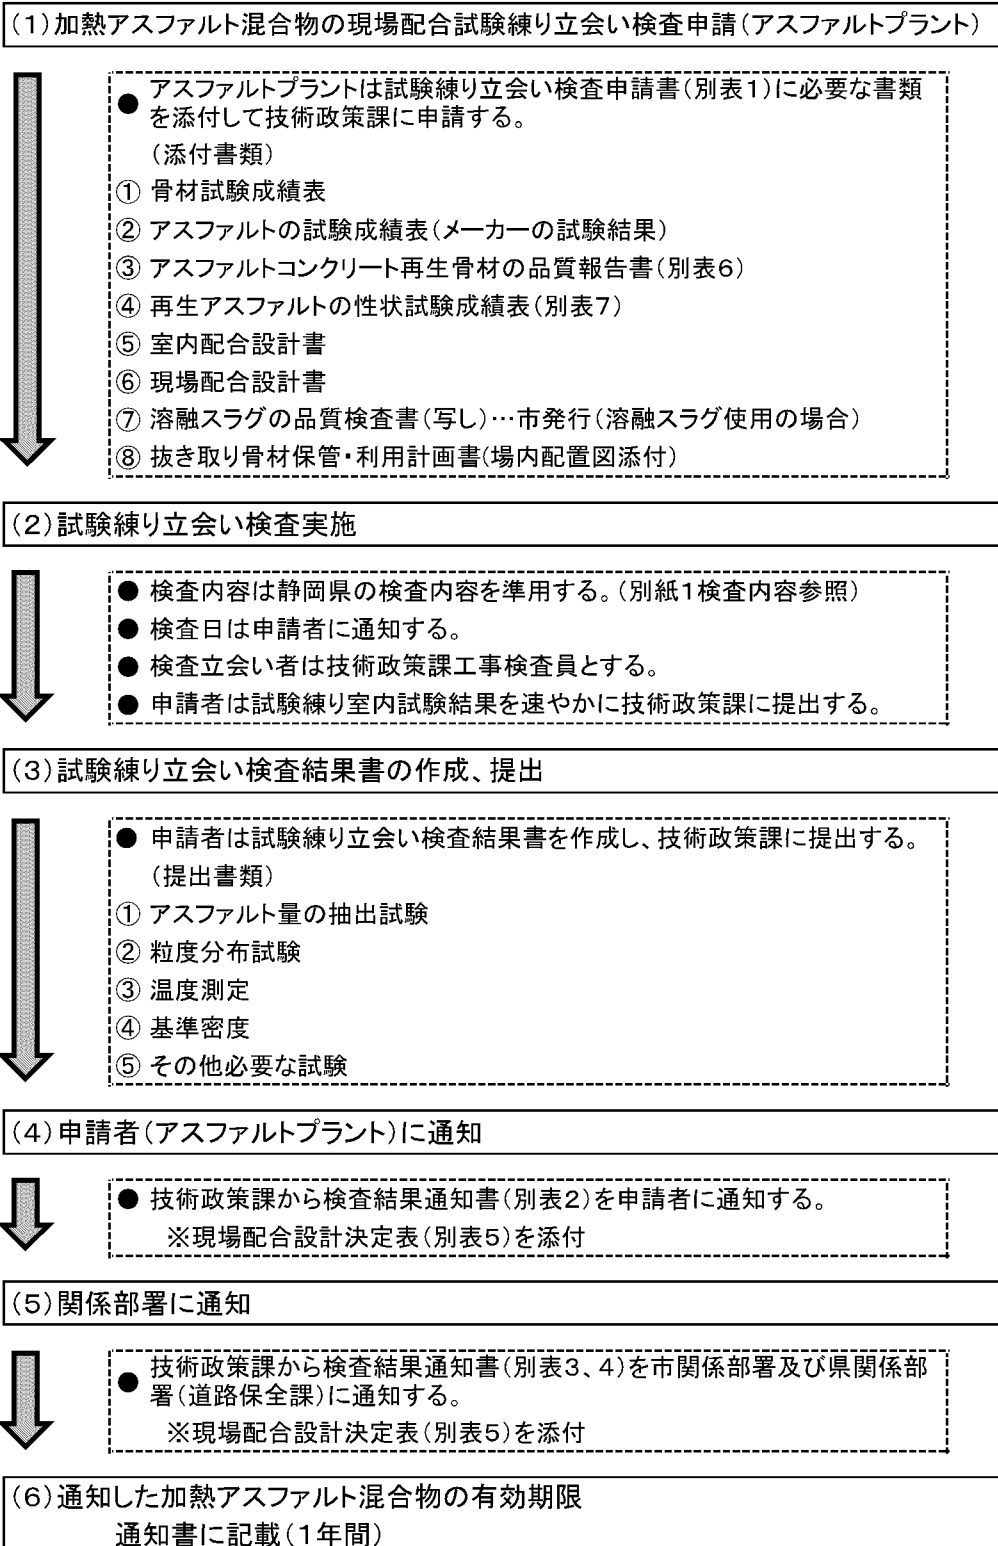 (1)加熱アスファルト混合物の現場配合試験練り立会い検査申請(アスファルトプラント)
● アスファルトプラントは試験練り立会い検査申請書(別表1)に必要な書類
を添付して技術政策課に申請する。
(添付書類)
① 骨材試験成績表
② アスファルトの試験成績表(メーカーの試験結果)
③ アスファルトコンクリート再生骨材の品質報告書(別表6)
④ 再生アスファルトの性状試験成績表(別表7)
⑤ 室内配合設計書
⑥ 現場配合設計書
⑦ 溶融スラグの品質検査書(写し)…市発行(溶融スラグ使用の場合)
⑧ 抜き取り骨材保管・利用計画書(場内配置図添付)
(2)試験練り立会い検査実施
● 検査内容は静岡県の検査内容を準用する。(別紙1検査内容参照)
● 検査日は申請者に通知する。
● 検査立会い者は技術政策課工事検査員とする。
● 申請者は試験練り室内試験結果を速やかに技術政策課に提出する。
(3)試験練り立会い検査結果書の作成、提出
● 申請者は試験練り立会い検査結果書を作成し、技術政策課に提出する。
(提出書類)
① アスファルト量の抽出試験
② 粒度分布試験
③ 温度測定
④ 基準密度
⑤ その他必要な試験
(4)申請者(アスファルトプラント)に通知
● 技術政策課から検査結果通知書(別表2)を申請者に通知する。
※現場配合設計決定表(別表5)を添付
(5)関係部署に通知
● 技術政策課から検査結果通知書(別表3、4)を市関係部署及び県関係部
署(道路保全課)に通知する。
※現場配合設計決定表(別表5)を添付
(6)通知した加熱アスファルト混合物の有効期限
通知書に記載(1年間)